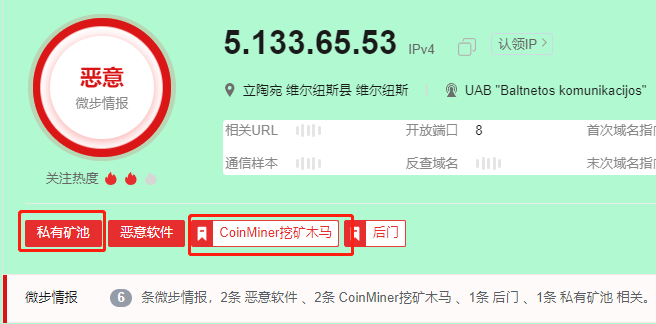 恶意
微步情报
关注热度
5.133.65.53 IPv4 认领IP
立陶宛 维尔纽斯县 维尔纽斯 UAB "Baltnetos komunikacijos"
相关URL 开放端口 8 首次域名指
通信样本 反查域名 末次域名指
私有矿池 恶意软件 CoinMiner挖矿木马 后门
微步情报 6 条微步情报，2条 恶意软件 、2条 CoinMiner挖矿木马 、1条 后门 、1条 私有矿池 相关。